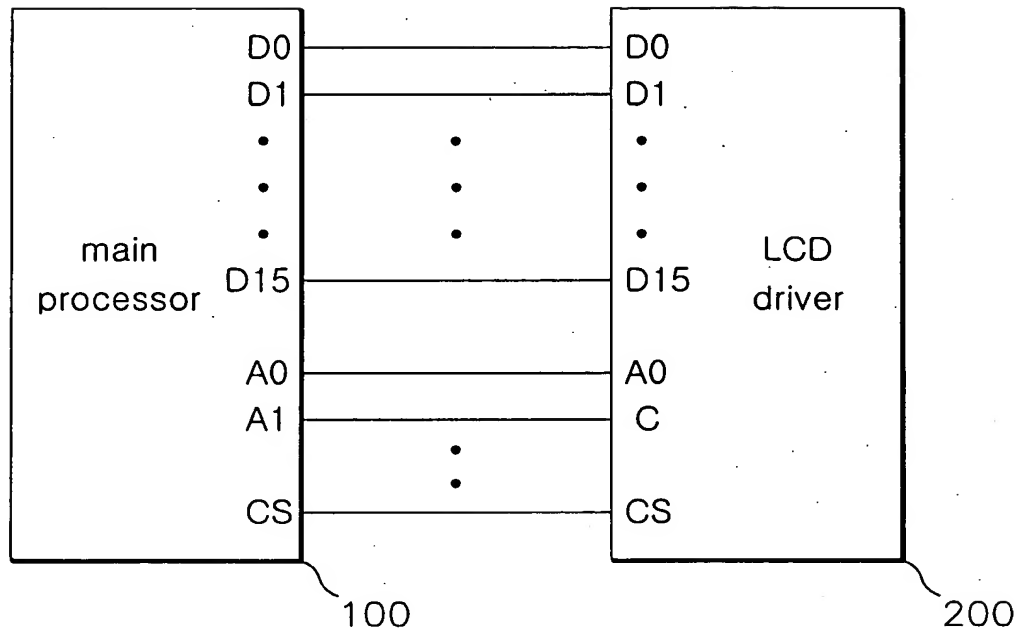 D0 D0
D1 D1
main processor
D15 D15
LCD driver
A0 A0
A1 C
CS CS
100
200